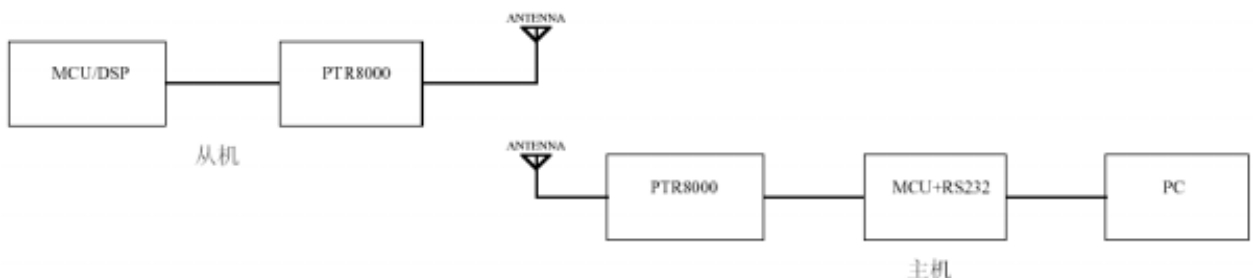 ANTENNA
MCU/DSP
PTR8000
从机
ANTENNA
PTR8000
MCU+RS232
PC
主机